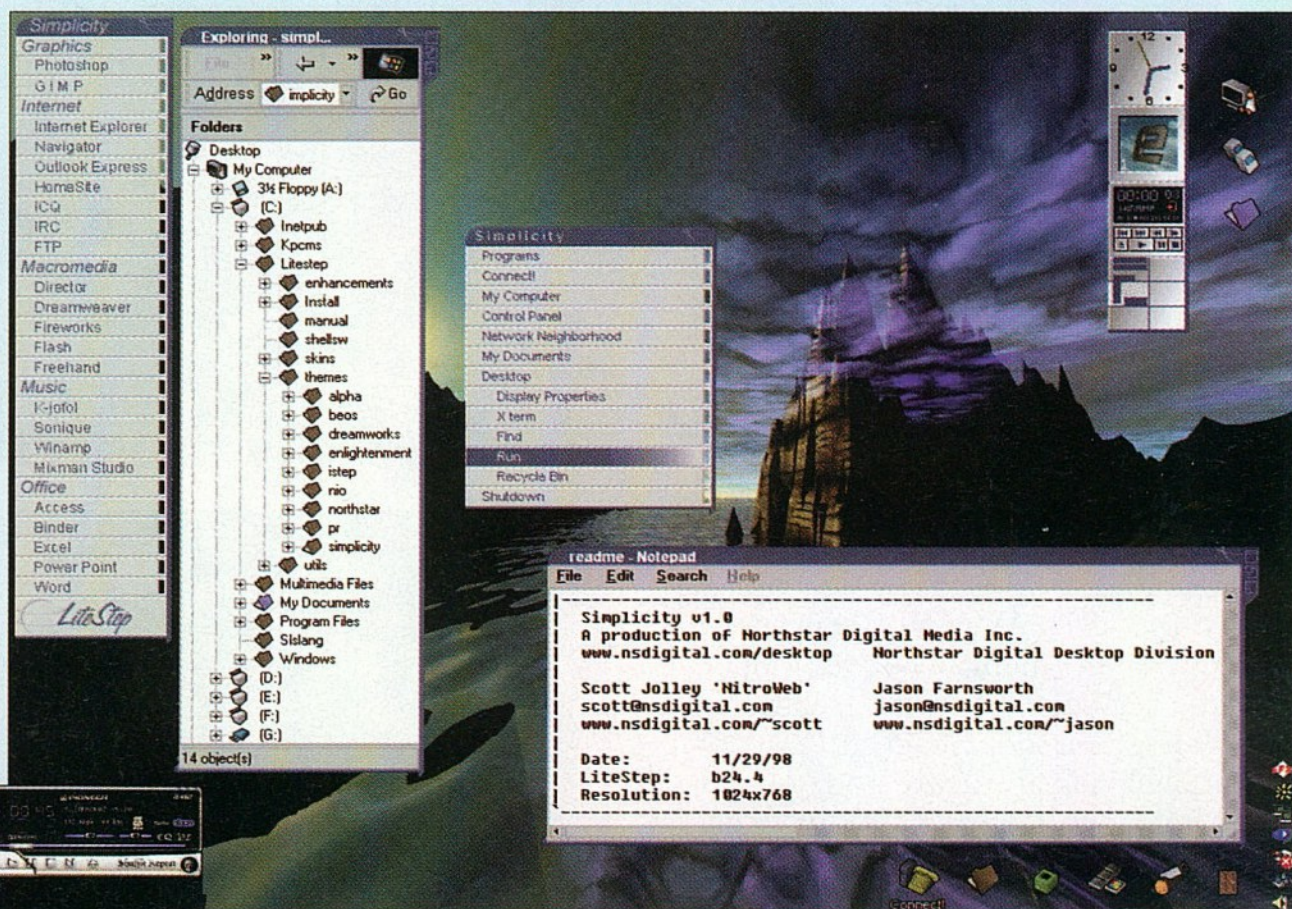 Simplicity
Graphics
Photoshop
GIMP
Internet
Internet Explorer
Navigator
Outlook Express
HomeSite
ICQ
IRC
FTP
Macromedia
Director
Dreamweaver
Fireworks
Flash
Freehand
Music
K-jofol
Sonique
Winamp
Mixman Studio
Office
Access
Binder
Excel
Power Point
Word
LiteStep
Exploring - simpl...
File
Address implicity Go
Folders
Desktop
My Computer
3½ Floppy (A:)
(C:)
Inetpub
Kpcms
Litestep
enhancements
Install
manual
shellsw
skins
themes
alpha
beos
dreamworks
enlightenment
istep
nio
northstar
pr
simplicity
utils
Multimedia Files
My Documents
Program Files
Slslang
Windows
(D:)
(E:)
(F:)
(G:)
14 object(s)
Simplicity
Programs
Connect!
My Computer
Control Panel
Network Neighborhood
My Documents
Desktop
Display Properties
X term
Find
Run
Recycle Bin
Shutdown
12
3
6
9
e
readme - Notepad
File Edit Search Help
Simplicity v1.0
A production of Northstar Digital Media Inc.
www.nsdigital.com/desktop Northstar Digital Desktop Division
Scott Jolley 'NitroWeb' Jason Farnsworth
scott@nsdigital.com jason@nsdigital.com
www.nsdigital.com/~scott www.nsdigital.com/~jason
Date: 11/29/98
LiteStep: b24.4
Resolution: 1024x768
Connect!